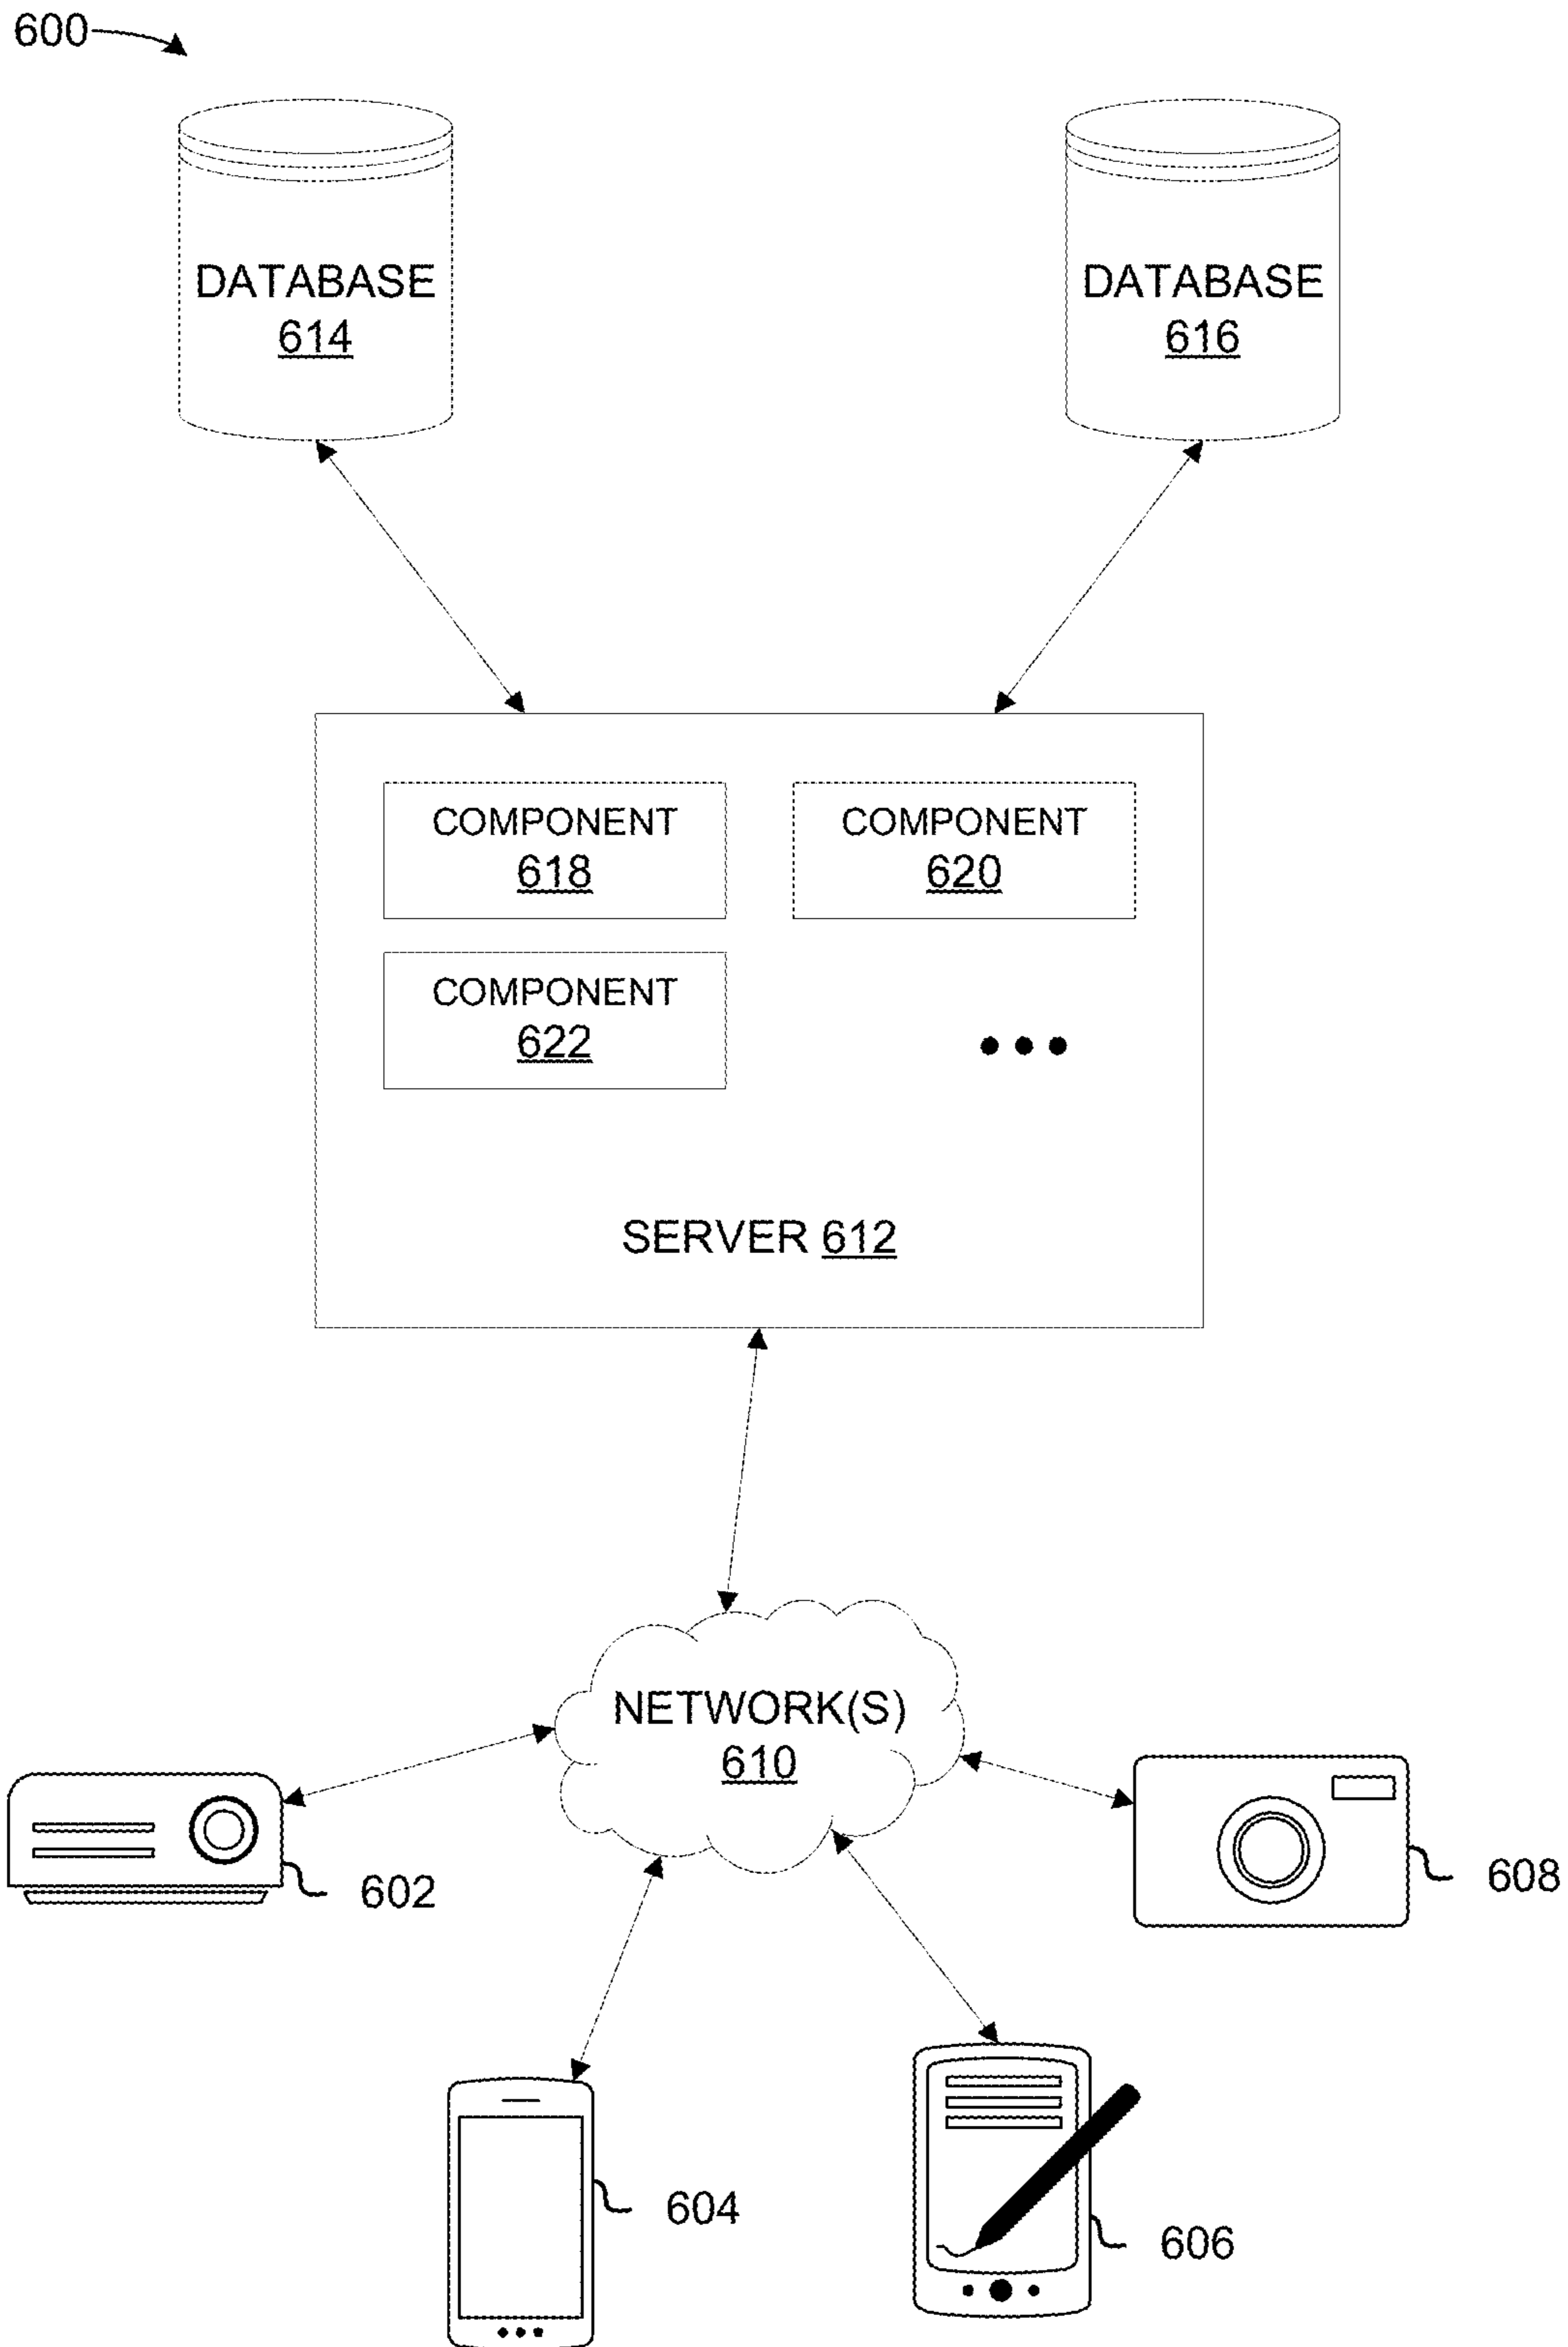 600
DATABASE
614
DATABASE
616
COMPONENT
618
COMPONENT
620
COMPONENT
622
SERVER 612
NETWORK(S)
610
602
608
604
606